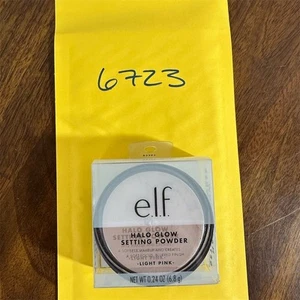 6723
e.l.f.
HALO GLOW
SETTING POWDER
-LIGHT PINK-
NET WT 0.24 OZ (6.8 g)